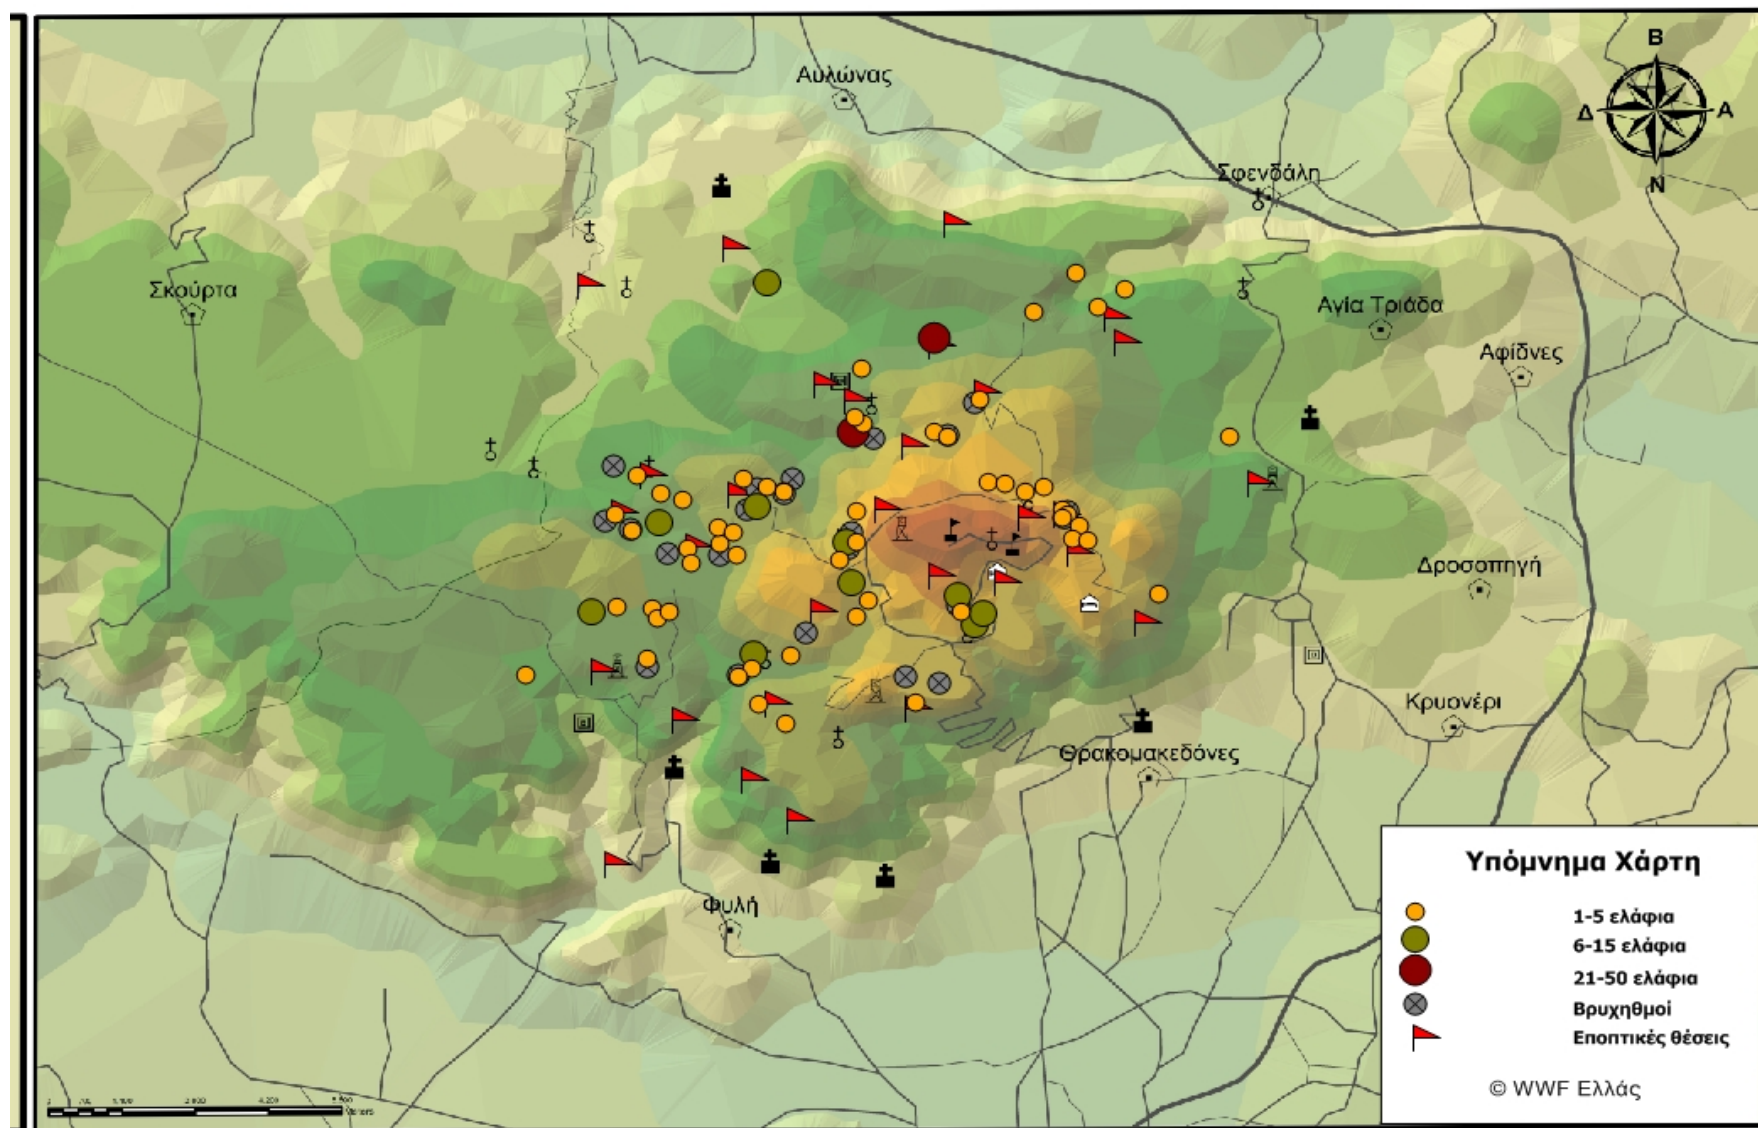 Αυλώνας
Β
Δ
Α
Ν
Σφενδάλη
Σκούρτα
Αγία Τριάδα
Αφίδνες
Δροσοπηγή
Κρυονέρι
Θρακομακεδόνες
Φυλή
Υπόμνημα Χάρτη
1-5 ελάφια
6-15 ελάφια
21-50 ελάφια
Βρυχηθμοί
Εποπτικές θέσεις
© WWF Ελλάς